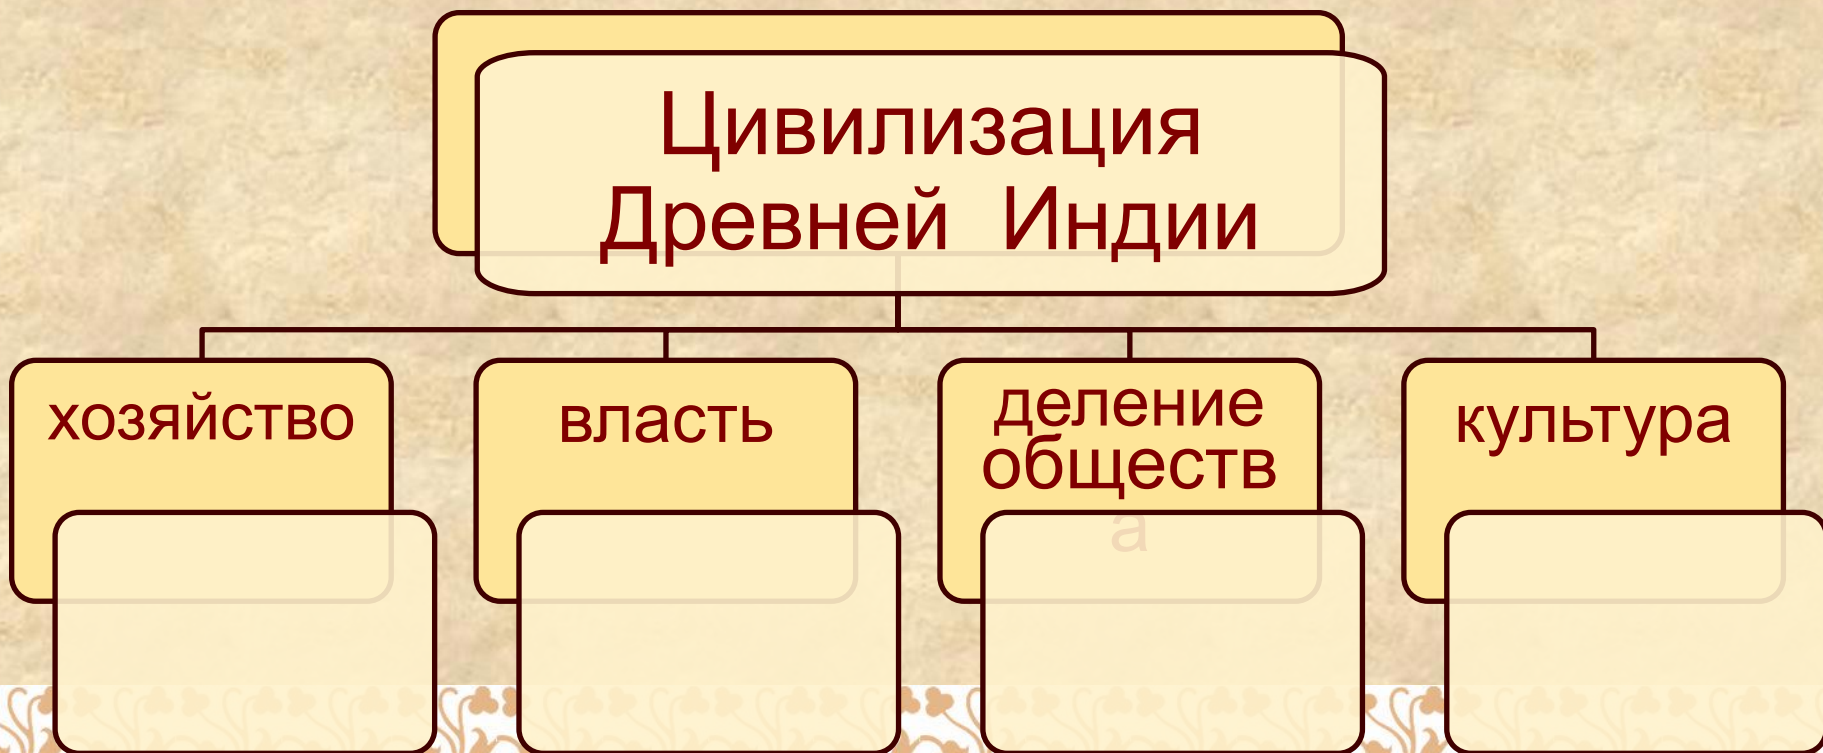 Цивилизация
Древней Индии
хозяйство
власть
деление
обществ
а
культура